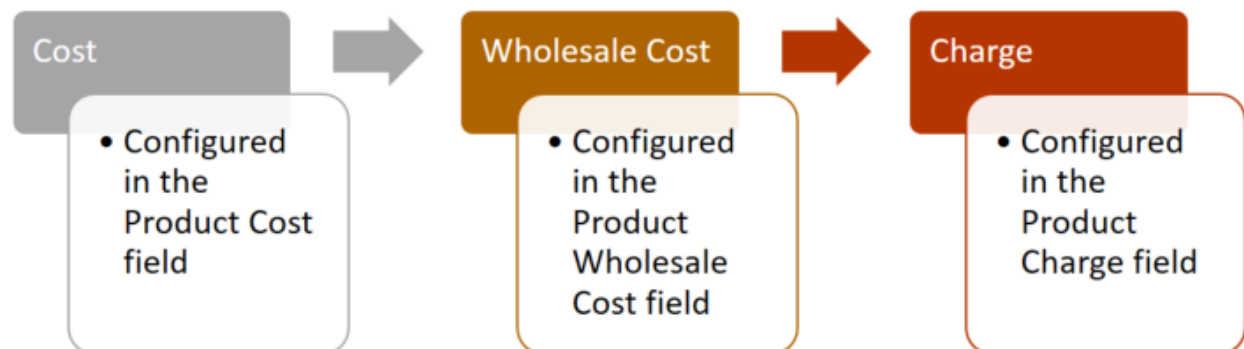 Cost
• Configured
in the
Product Cost
field
Wholesale Cost
• Configured
in the
Product
Wholesale
Cost field
Charge
• Configured
in the
Product
Charge field